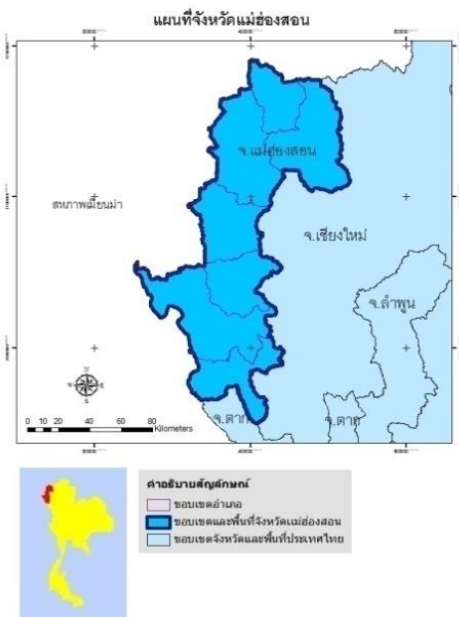 แผนที่จังหวัดแม่ฮ่องสอน
จ.แม่ฮ่องสอน
สหภาพเมียนม่า
จ.เชียงใหม่
จ.ลำพูน
N
W E
S
จ.ตาก
จ.ตาก
0 5 10 20 40 60 80
Kilometers
คำอธิบายสัญลักษณ์
ขอบเขตอำเภอ
ขอบเขตและพื้นที่จังหวัดแม่ฮ่องสอน
ขอบเขตจังหวัดและพื้นที่ประเทศไทย